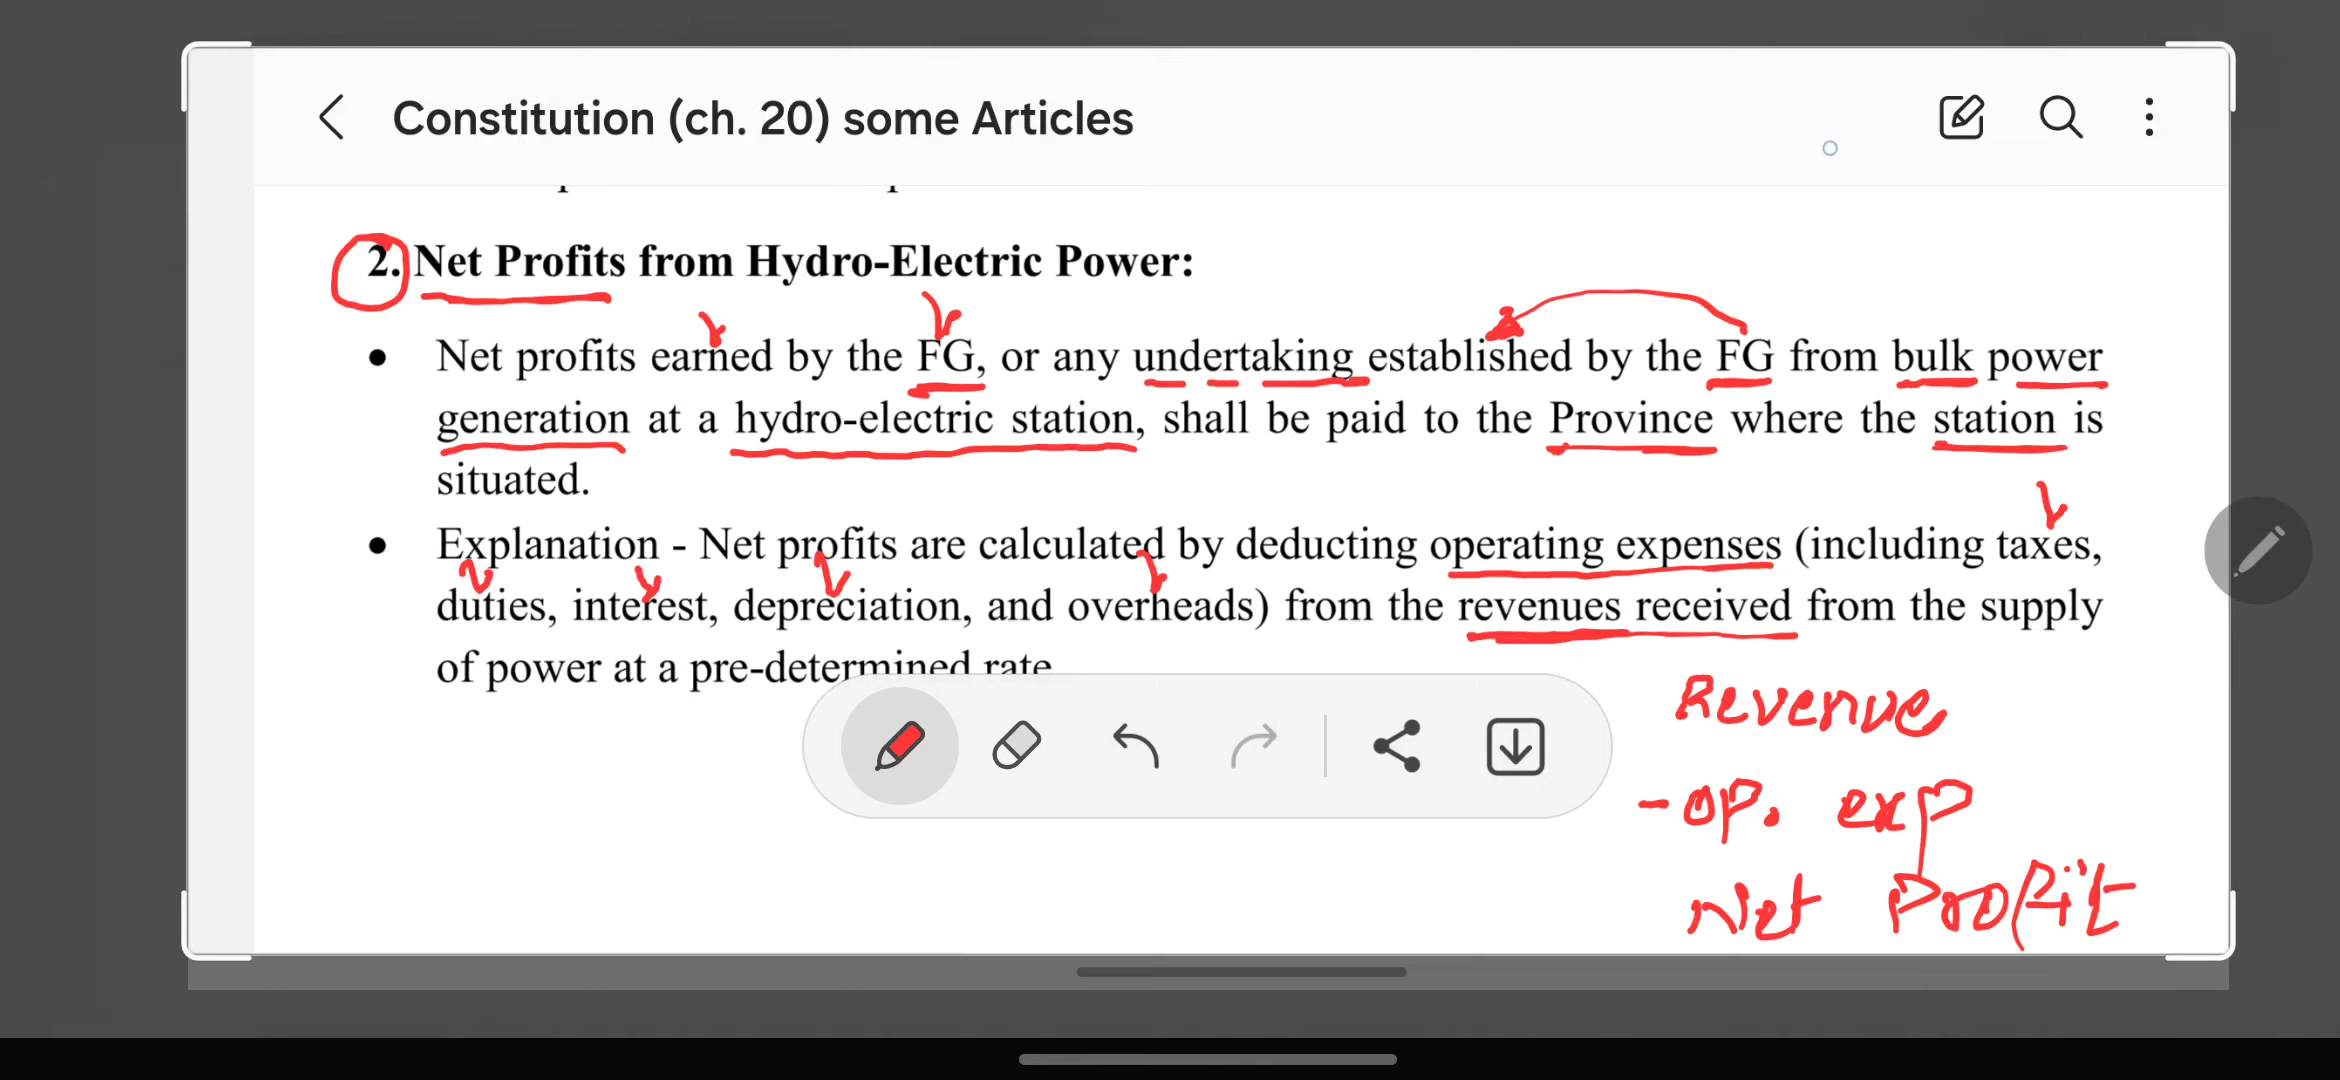 Constitution (ch. 20) some Articles
2. Net Profits from Hydro-Electric Power:
• Net profits earned by the FG, or any undertaking established by the FG from bulk power
generation at a hydro-electric station, shall be paid to the Province where the station is
situated.
• Explanation - Net profits are calculated by deducting operating expenses (including taxes,
duties, interest, depreciation, and overheads) from the revenues received from the supply
of power at a pre-determined rate
Revenue
- op. exp
Net Profit